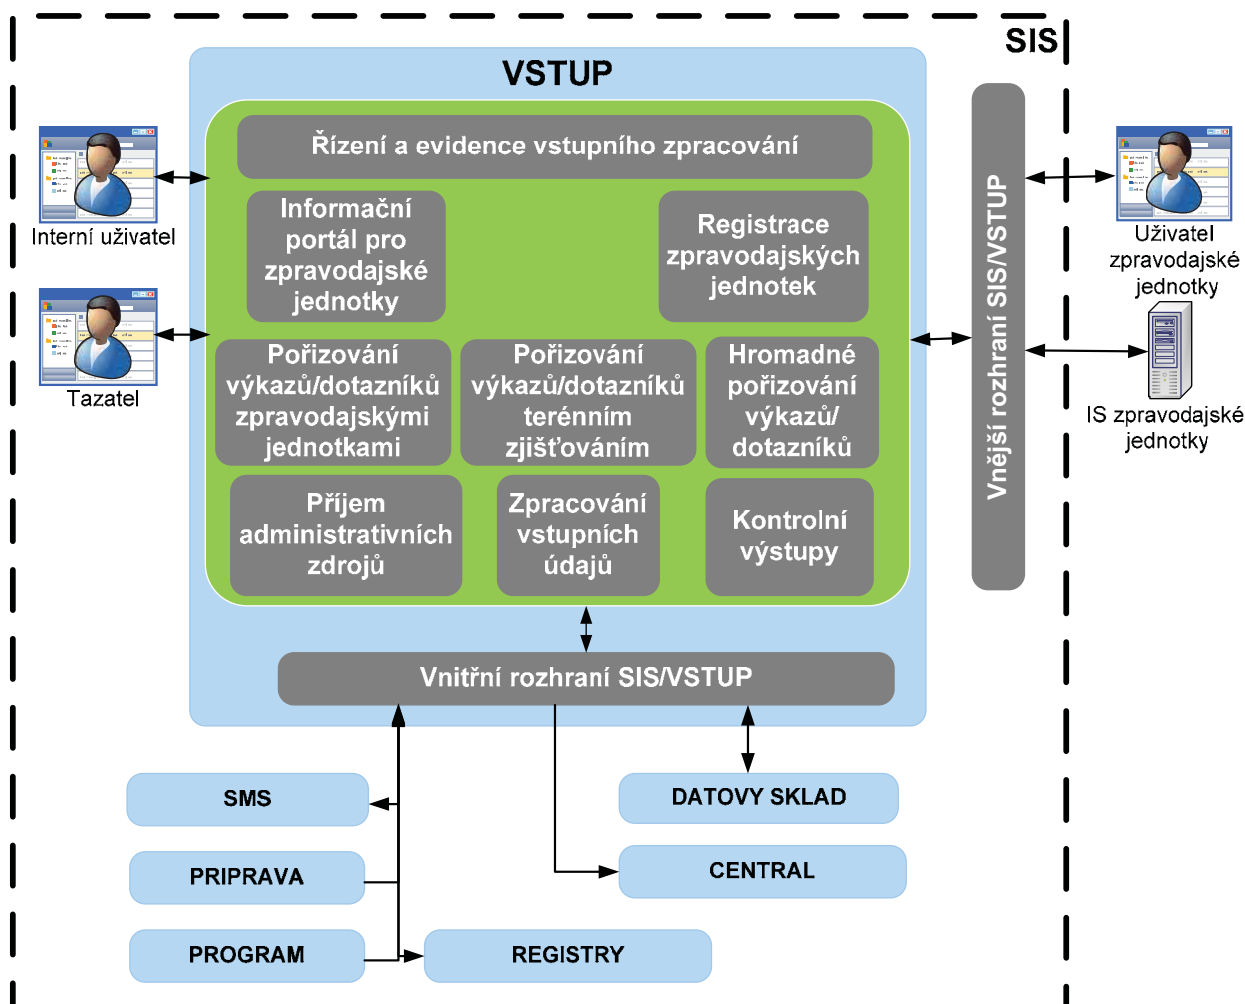 SIS
VSTUP
Řízení a evidence vstupního zpracování
Informační
portál pro
zpravodajské
jednotky
Registrace
zpravodajských
jednotek
Pořizování
výkazů/dotazníků
zpravodajskými
jednotkami
Pořizování
výkazů/dotazníků
terénním
zjišťováním
Hromadné
pořizování
výkazů/
dotazníků
Příjem
administrativních
zdrojů
Zpracování
vstupních
údajů
Kontrolní
výstupy
Vnitřní rozhraní SIS/VSTUP
Vnější rozhraní SIS/VSTUP
Interní uživatel
Tazatel
Uživatel
zpravodajské
jednotky
IS zpravodajské
jednotky
SMS
PRIPRAVA
PROGRAM
REGISTRY
DATOVY SKLAD
CENTRAL